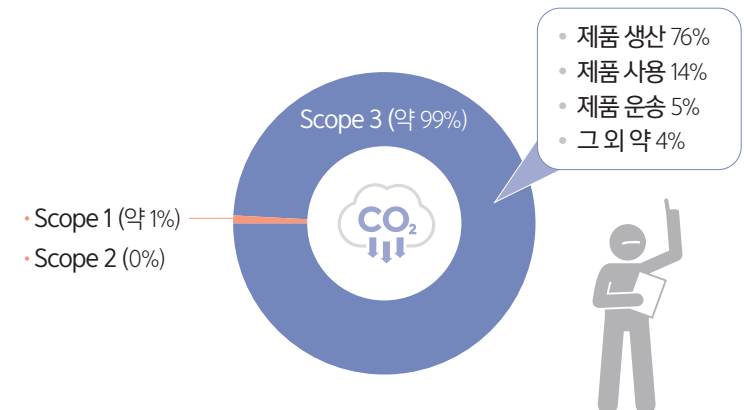 • 제품 생산 76%
• 제품 사용 14%
• 제품 운송 5%
• 그 외 약 4%
Scope 3 (약 99%)
• Scope 1 (약 1%)
• Scope 2 (0%)
CO₂